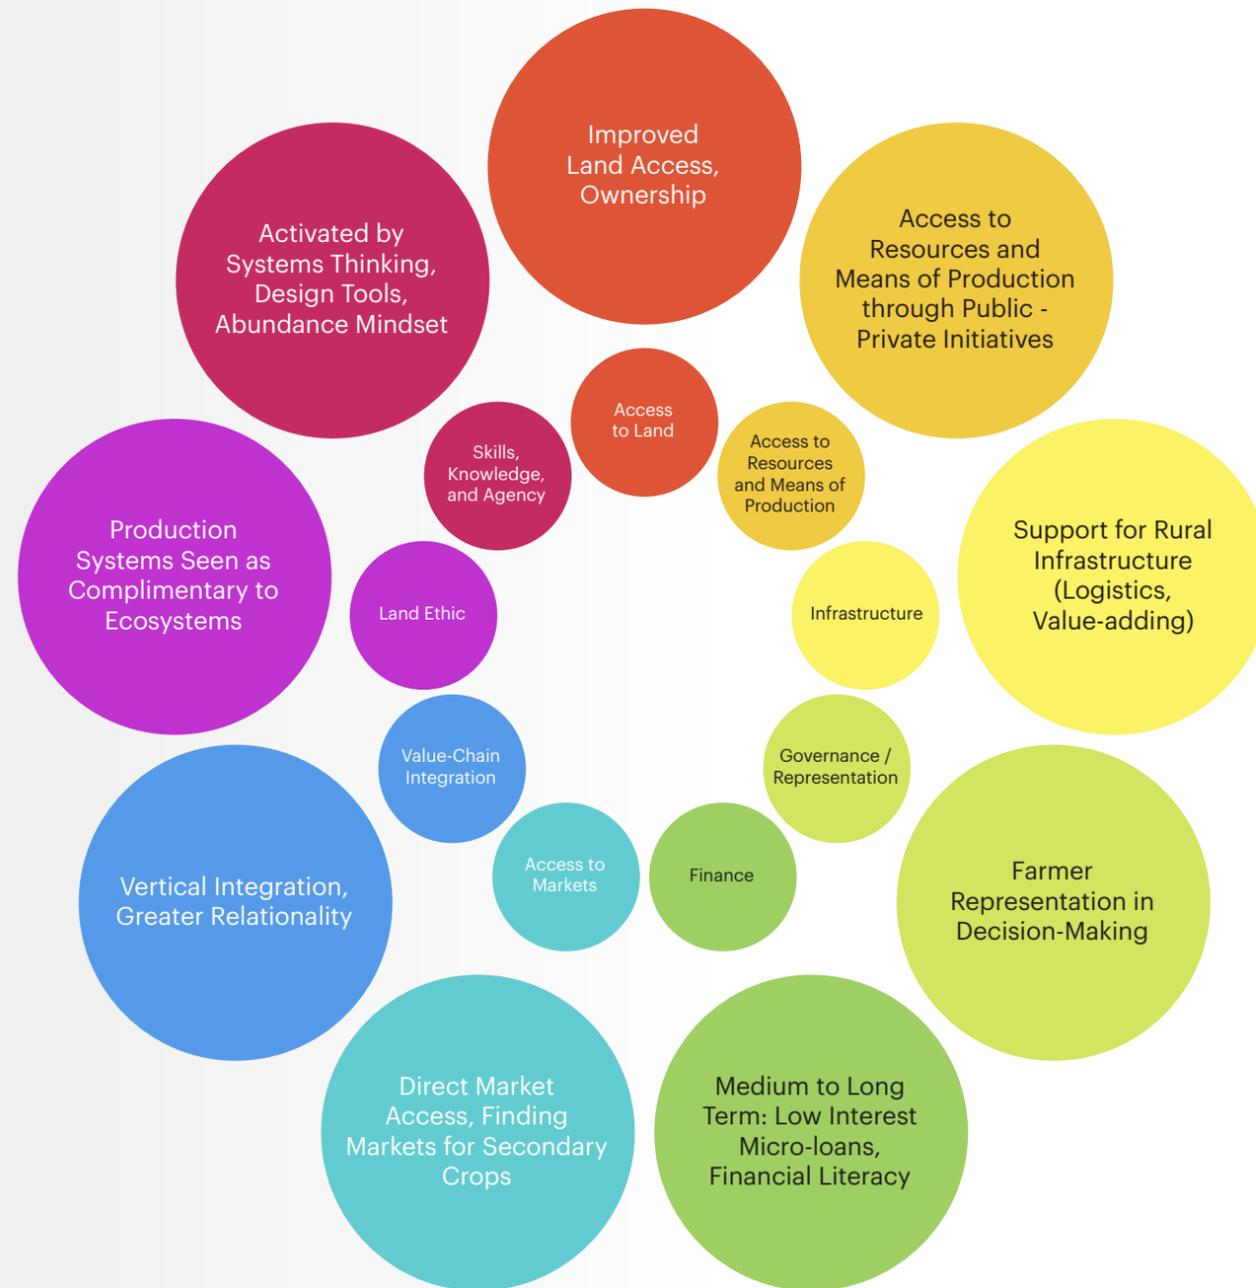 Improved
Land Access,
Ownership
Activated by
Systems Thinking,
Design Tools,
Abundance Mindset
Access to
Resources and
Means of Production
through Public -
Private Initiatives
Access
to Land
Skills,
Knowledge,
and Agency
Access to
Resources
and Means of
Production
Production
Systems Seen as
Complimentary to
Ecosystems
Land Ethic
Infrastructure
Support for Rural
Infrastructure
(Logistics,
Value-adding)
Value-Chain
Integration
Governance /
Representation
Vertical Integration,
Greater Relationality
Access to
Markets
Finance
Farmer
Representation in
Decision-Making
Direct Market
Access, Finding
Markets for Secondary
Crops
Medium to Long
Term: Low Interest
Micro-loans,
Financial Literacy